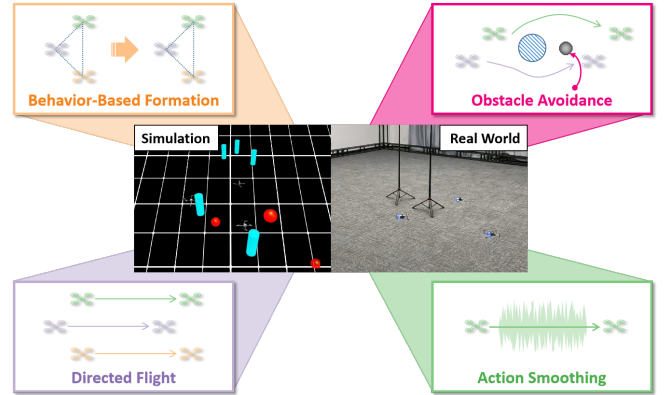 Behavior-Based Formation
Obstacle Avoidance
Simulation
Real World
Directed Flight
Action Smoothing